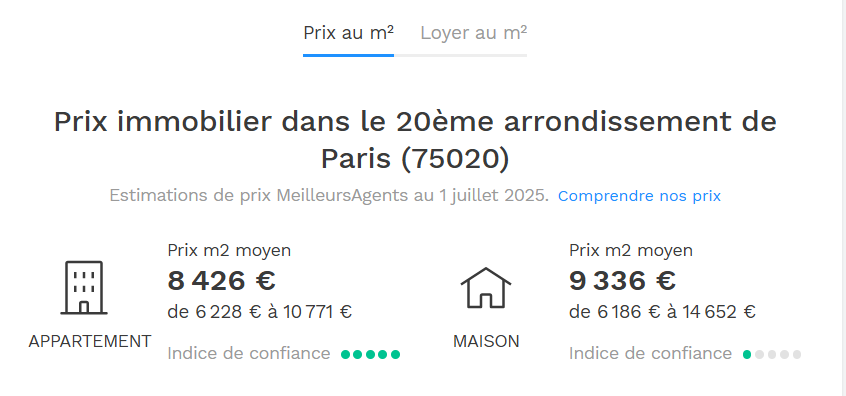 Prix au m²
Loyer au m²
Prix immobilier dans le 20ème arrondissement de
Paris (75020)
Estimations de prix MeilleursAgents au 1 juillet 2025. Comprendre nos prix
APPARTEMENT
Prix m2 moyen
8 426 €
de 6 228 € à 10 771 €
Indice de confiance
MAISON
Prix m2 moyen
9 336 €
de 6 186 € à 14 652 €
Indice de confiance